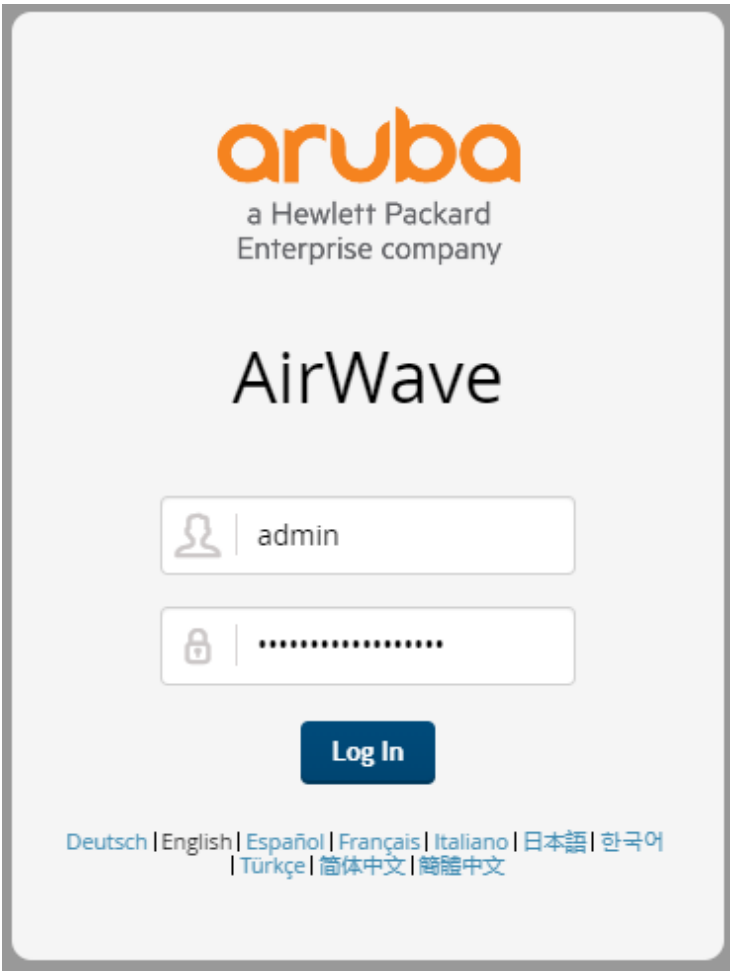 aruba
a Hewlett Packard
Enterprise company
AirWave
admin
••••••••••••••••••
Log In
Deutsch | English | Español | Français | Italiano | 日本語 | 한국어
| Türkçe | 简体中文 | 簡體中文